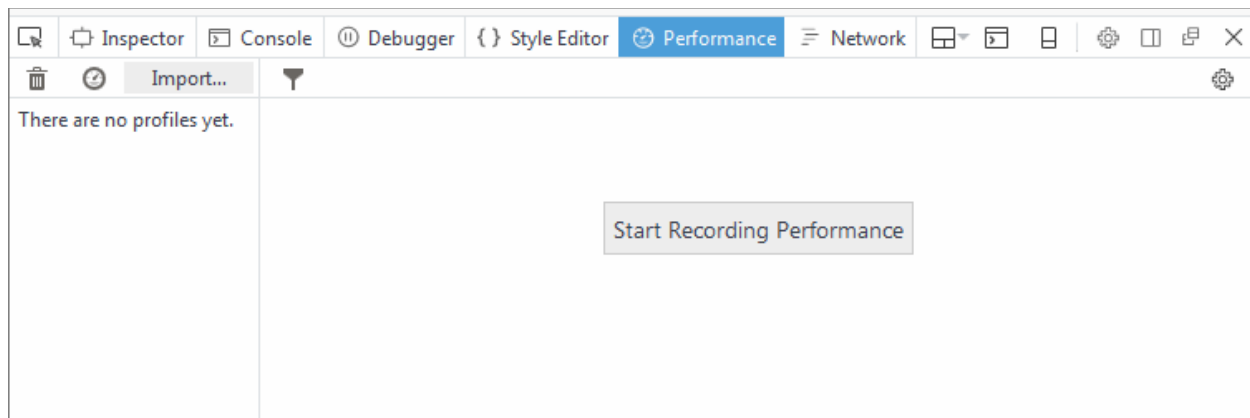 Inspector Console Debugger { } Style Editor Performance Network
Import...
There are no profiles yet.
Start Recording Performance